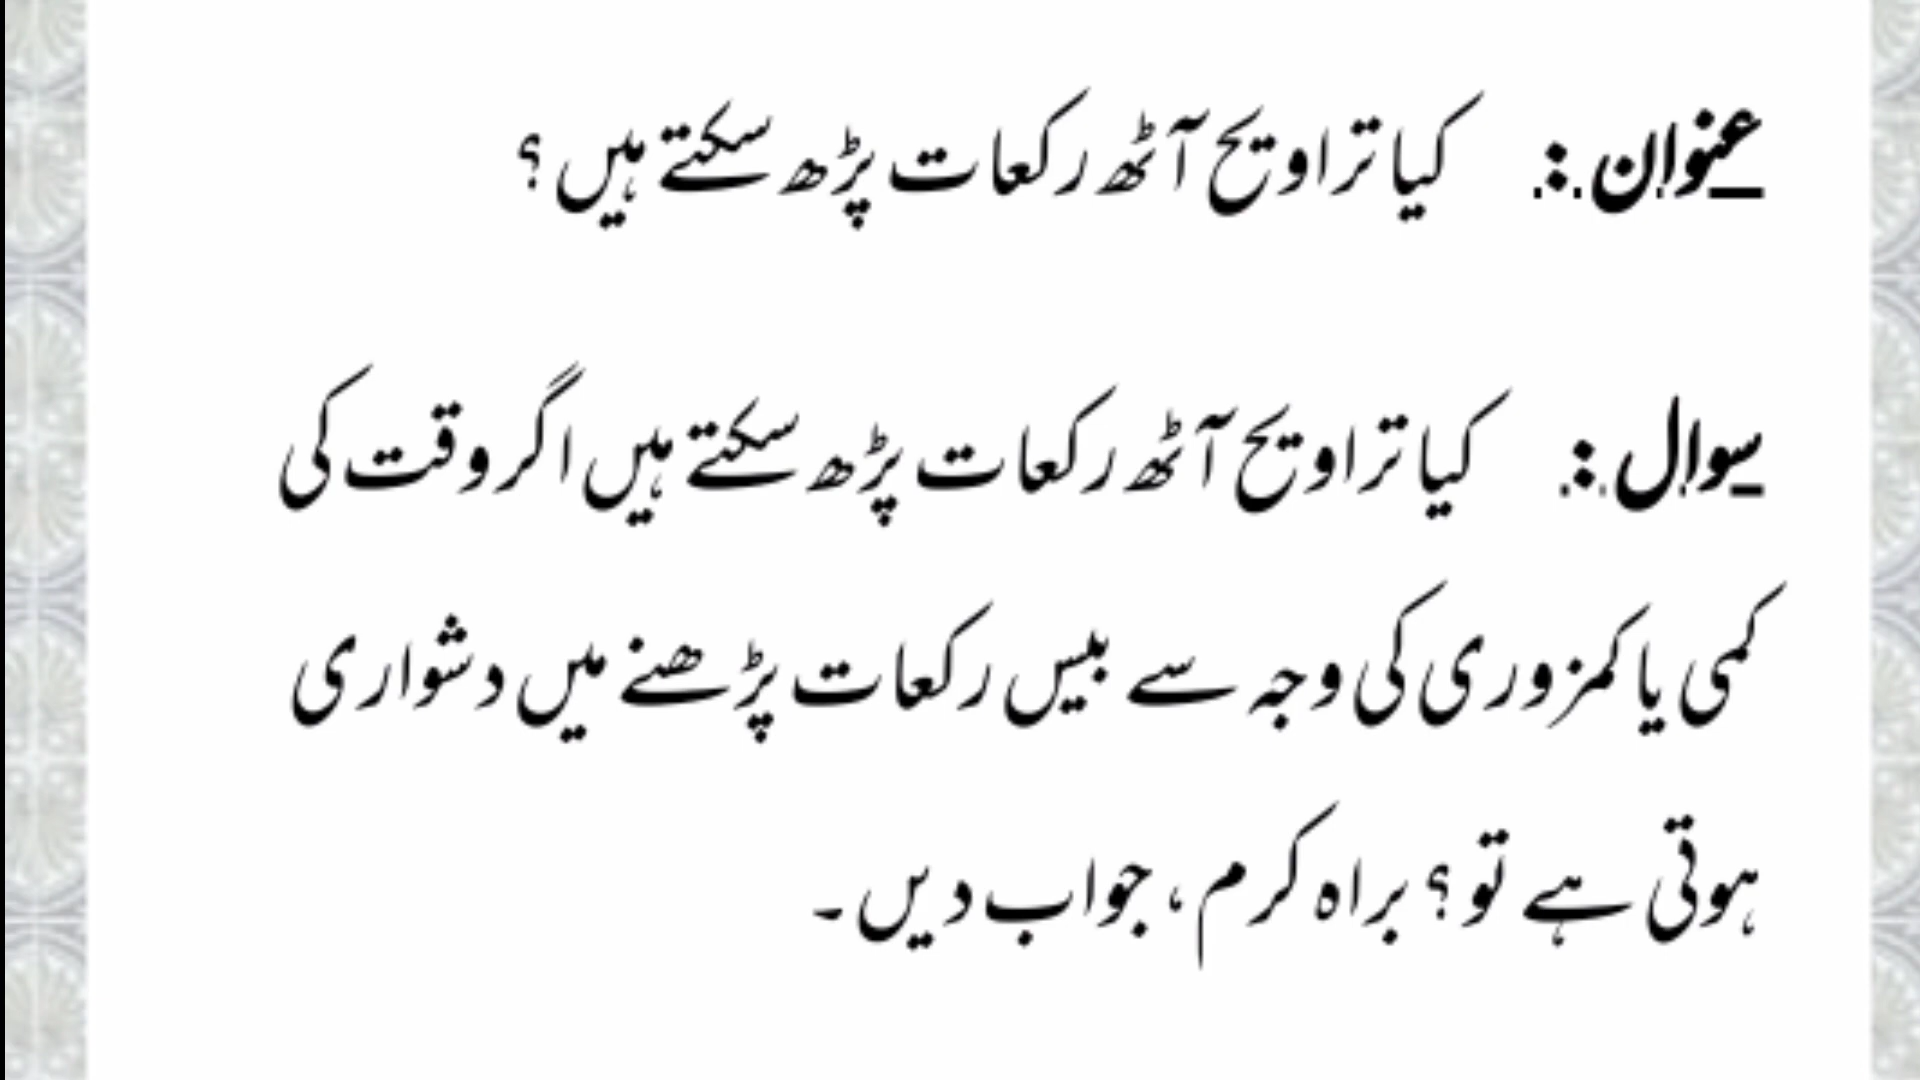 عنوان: کیا تراویح آٹھ رکعات پڑھ سکتے ہیں؟
سوال: کیا تراویح آٹھ رکعات پڑھ سکتے ہیں اگر وقت کی
کمی یا کمزوری کی وجہ سے بیس رکعات پڑھنے میں دشواری
ہوتی ہے تو؟ براہ کرم، جواب دیں۔